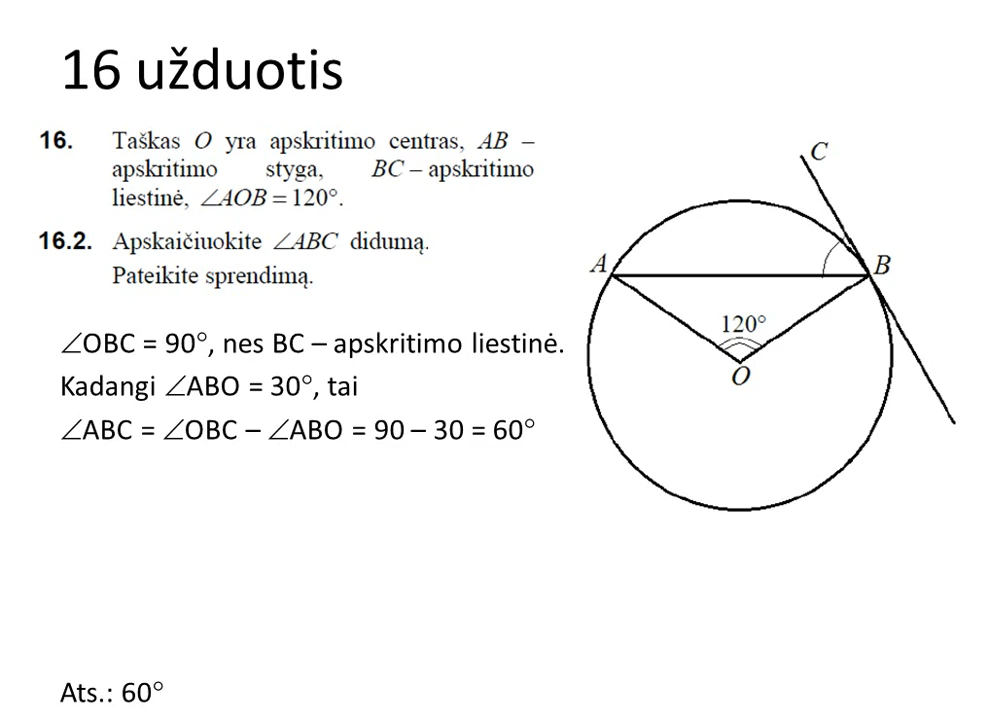 16 užduotis
16. Taškas O yra apskritimo centras, AB –
apskritimo styga, BC – apskritimo
liestinė, ∠AOB = 120°.
16.2. Apskaičiuokite ∠ABC didumą.
Pateikite sprendimą.
∠OBC = 90°, nes BC – apskritimo liestinė.
Kadangi ∠ABO = 30°, tai
∠ABC = ∠OBC – ∠ABO = 90 – 30 = 60°
C
A
B
120°
O
Ats.: 60°